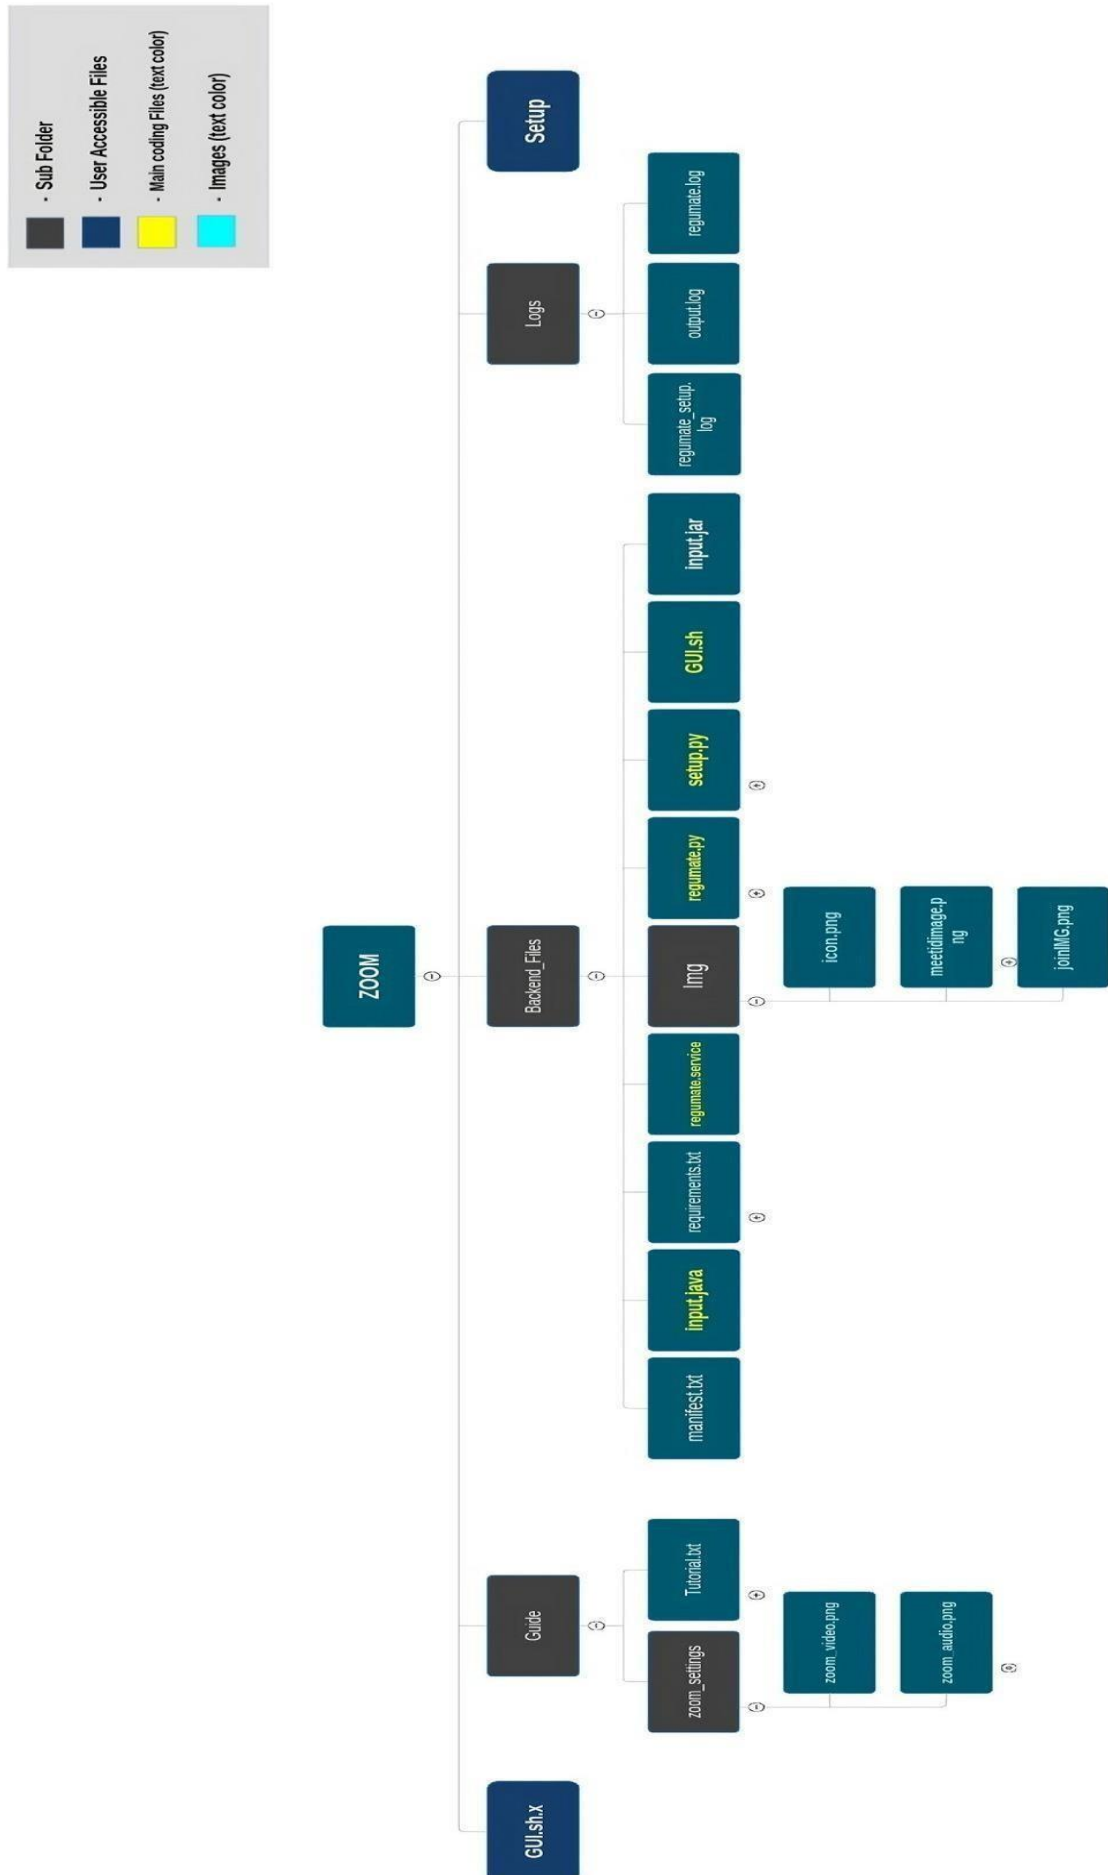 - Sub Folder
- User Accessible Files
- Main coding Files (text color)
- Images (text color)
ZOOM
GUI.sh.x
Guide
Backend_Files
Logs
Setup
zoom_settings
Tutorial.txt
manifest.txt
input.java
requirements.txt
regumate.service
Img
regumate.py
setup.py
GUI.sh
input.jar
regumate_setup.
log
output.log
regumate.log
zoom_video.png
zoom_audio.png
icon.png
meetidimage.p
ng
joinIMG.png